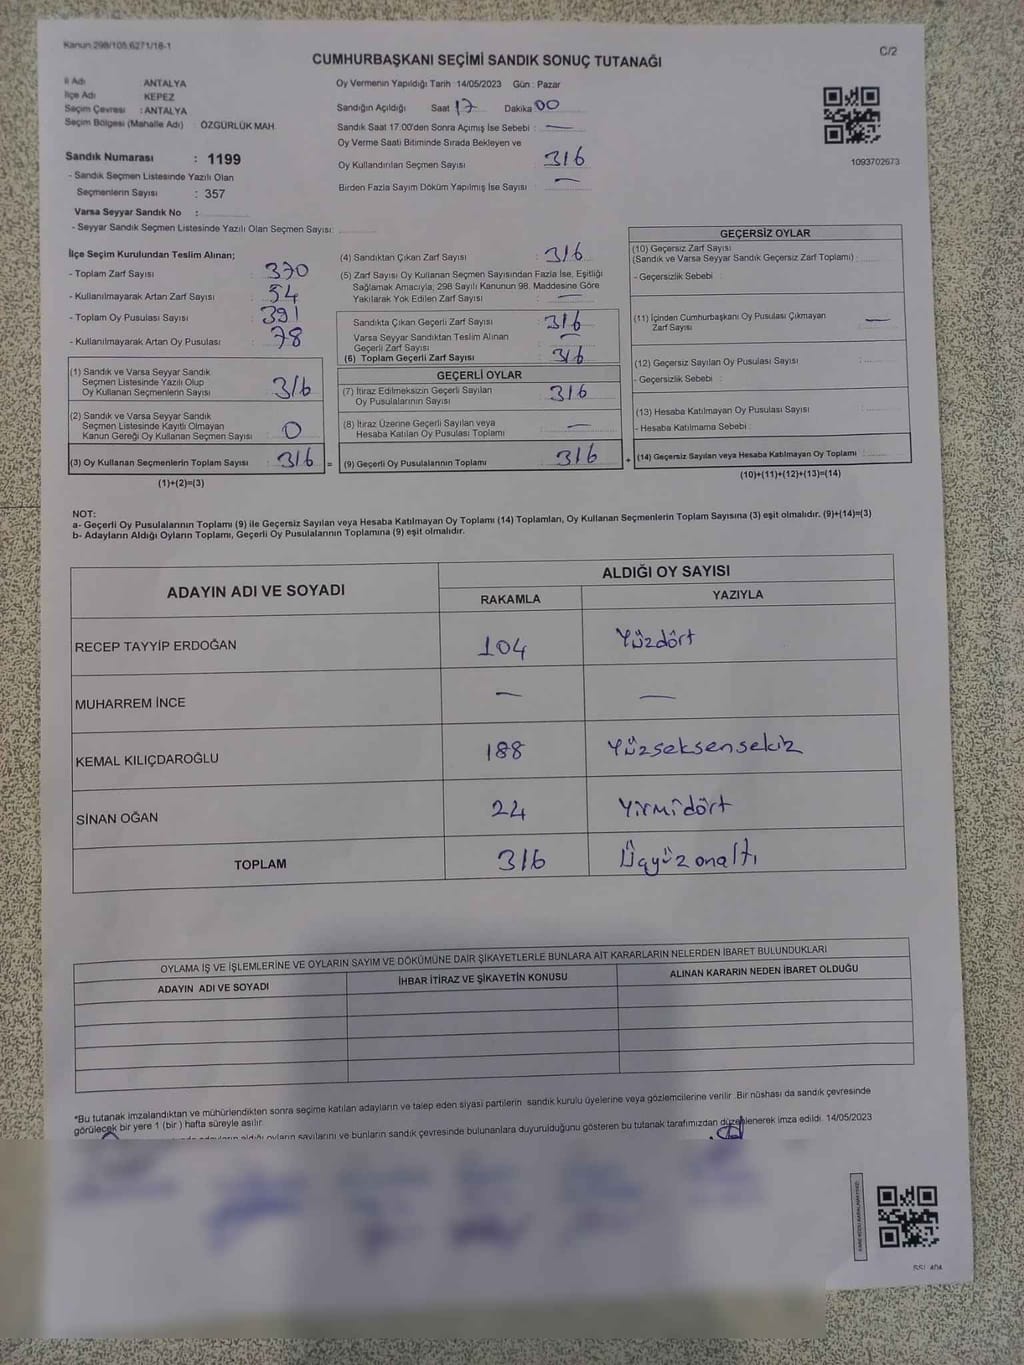 Kanun 298/105,6271/18-1
C/2
CUMHURBAŞKANI SEÇİMİ SANDIK SONUÇ TUTANAĞI
İl Adı ANTALYA
İlçe Adı KEPEZ
Seçim Çevresi : ANTALYA
Seçim Bölgesi (Mahalle Adı) : ÖZGÜRLÜK MAH.
Sandık Numarası : 1199
- Sandık Seçmen Listesinde Yazılı Olan
Seçmenlerin Sayısı : 357
Varsa Seyyar Sandık No :
- Seyyar Sandık Seçmen Listesinde Yazılı Olan Seçmen Sayısı:
Oy Vermenin Yapıldığı Tarih 14/05/2023 Gün : Pazar
Sandığın Açıldığı Saat 17 Dakika 00
Sandık Saat 17:00'den Sonra Açımış İse Sebebi : —
Oy Verme Saati Bitiminde Sırada Bekleyen ve
Oy Kullandırılan Seçmen Sayısı : 316
Birden Fazla Sayım Döküm Yapılmış İse Sayısı : —
1093702673
İlçe Seçim Kurulundan Teslim Alınan;
- Toplam Zarf Sayısı : 370
- Kullanılmayarak Artan Zarf Sayısı : 54
- Toplam Oy Pusulası Sayısı : 391
- Kullanılmayarak Artan Oy Pusulası : 78
(1) Sandık ve Varsa Seyyar Sandık
Seçmen Listesinde Yazılı Olup
Oy Kullanan Seçmenlerin Sayısı : 316
(2) Sandık ve Varsa Seyyar Sandık
Seçmen Listesinde Kayıtlı Olmayan
Kanun Gereği Oy Kullanan Seçmen Sayısı : 0
(3) Oy Kullanan Seçmenlerin Toplam Sayısı : 316 =
(1)+(2)=(3)
(4) Sandıktan Çıkan Zarf Sayısı : 316
(5) Zarf Sayısı Oy Kullanan Seçmen Sayısından Fazla İse, Eşitliği
Sağlamak Amacıyla, 298 Sayılı Kanunun 98. Maddesine Göre
Yakılarak Yok Edilen Zarf Sayısı : —
Sandıkta Çıkan Geçerli Zarf Sayısı : 316
Varsa Seyyar Sandıktan Teslim Alınan
Geçerli Zarf Sayısı : —
(6) Toplam Geçerli Zarf Sayısı : 316
GEÇERLİ OYLAR
(7) İtiraz Edilmeksizin Geçerli Sayılan
Oy Pusulalarının Sayısı : 316
(8) İtiraz Üzerine Geçerli Sayılan veya
Hesaba Katılan Oy Pusulası Toplamı : —
(9) Geçerli Oy Pusulalarının Toplamı : 316 +
GEÇERSİZ OYLAR
(10) Geçersiz Zarf Sayısı
(Sandık ve Varsa Seyyar Sandık Geçersiz Zarf Toplamı) :
- Geçersizlik Sebebi :
(11) İçinden Cumhurbaşkanı Oy Pusulası Çıkmayan
Zarf Sayısı : —
(12) Geçersiz Sayılan Oy Pusulası Sayısı :
- Geçersizlik Sebebi :
(13) Hesaba Katılmayan Oy Pusulası Sayısı :
- Hesaba Katılmama Sebebi :
(14) Geçersiz Sayılan veya Hesaba Katılmayan Oy Toplamı :
(10)+(11)+(12)+(13)=(14)
NOT:
a- Geçerli Oy Pusulalarının Toplamı (9) ile Geçersiz Sayılan veya Hesaba Katılmayan Oy Toplamı (14) Toplamları, Oy Kullanan Seçmenlerin Toplam Sayısına (3) eşit olmalıdır. (9)+(14)=(3)
b- Adayların Aldığı Oyların Toplamı, Geçerli Oy Pusulalarının Toplamına (9) eşit olmalıdır.
ADAYIN ADI VE SOYADI
ALDIĞI OY SAYISI
RAKAMLA YAZIYLA
RECEP TAYYİP ERDOĞAN 104 Yüzdört
MUHARREM İNCE — —
KEMAL KILIÇDAROĞLU 188 Yüzseksensekiz
SİNAN OĞAN 24 Yirmidört
TOPLAM 316 Üçyüzonaltı
OYLAMA İŞ VE İŞLEMLERİNE VE OYLARIN SAYIM VE DÖKÜMÜNE DAİR ŞİKAYETLERLE BUNLARA AİT KARARLARIN NELERDEN İBARET BULUNDUKLARI
ADAYIN ADI VE SOYADI İHBAR İTİRAZ VE ŞİKAYETİN KONUSU ALINAN KARARIN NEDEN İBARET OLDUĞU
*Bu tutanak imzalandıktan ve mühürlendikten sonra seçime katılan adayların ve talep eden siyasi partilerin sandık kurulu üyelerine veya gözlemcilerine verilir. Bir nüshası da sandık çevresinde
görülecek bir yere 1 (bir) hafta süreyle asılır.
aldığı oyların sayılarını ve bunların sandık çevresinde bulunanlara duyurulduğunu gösteren bu tutanak tarafımızdan düzenlenerek imza edildi. 14/05/2023